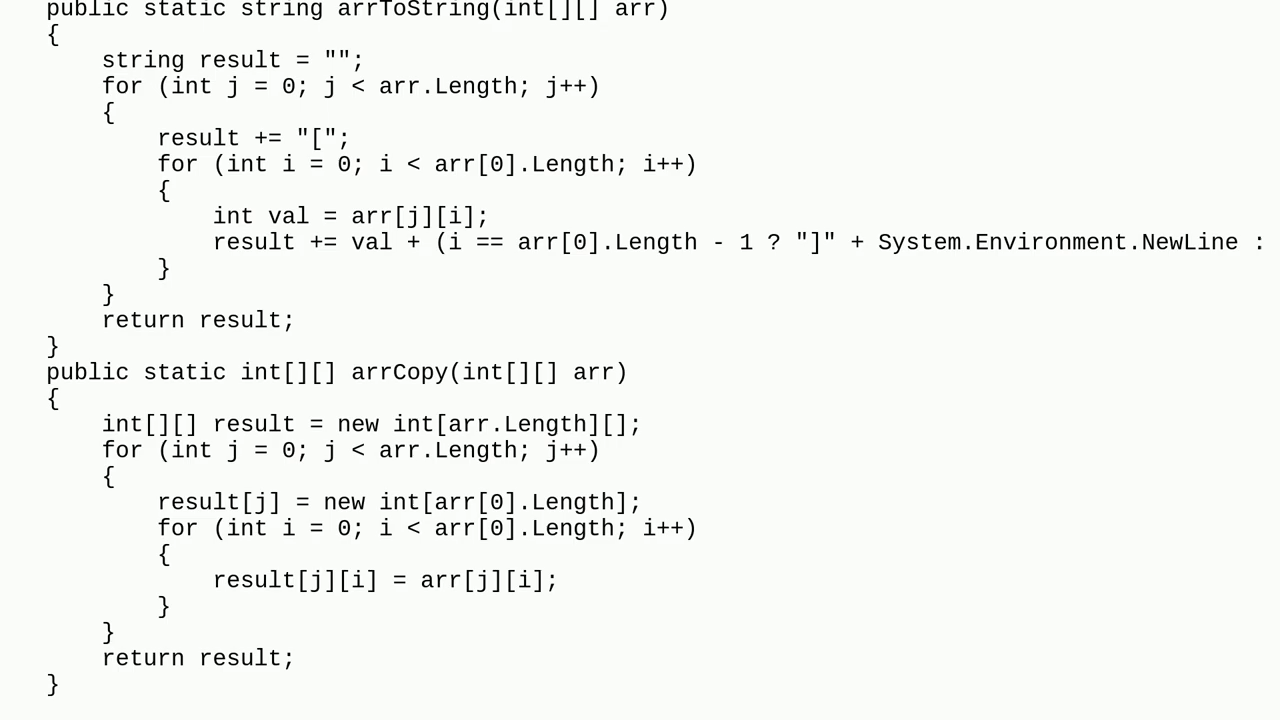 public static string arrToString(int[][] arr)
{
string result = "";
for (int j = 0; j < arr.Length; j++)
{
result += "[";
for (int i = 0; i < arr[0].Length; i++)
{
int val = arr[j][i];
result += val + (i == arr[0].Length - 1 ? "]" + System.Environment.NewLine :
}
}
return result;
}
public static int[][] arrCopy(int[][] arr)
{
int[][] result = new int[arr.Length][];
for (int j = 0; j < arr.Length; j++)
{
result[j] = new int[arr[0].Length];
for (int i = 0; i < arr[0].Length; i++)
{
result[j][i] = arr[j][i];
}
}
return result;
}